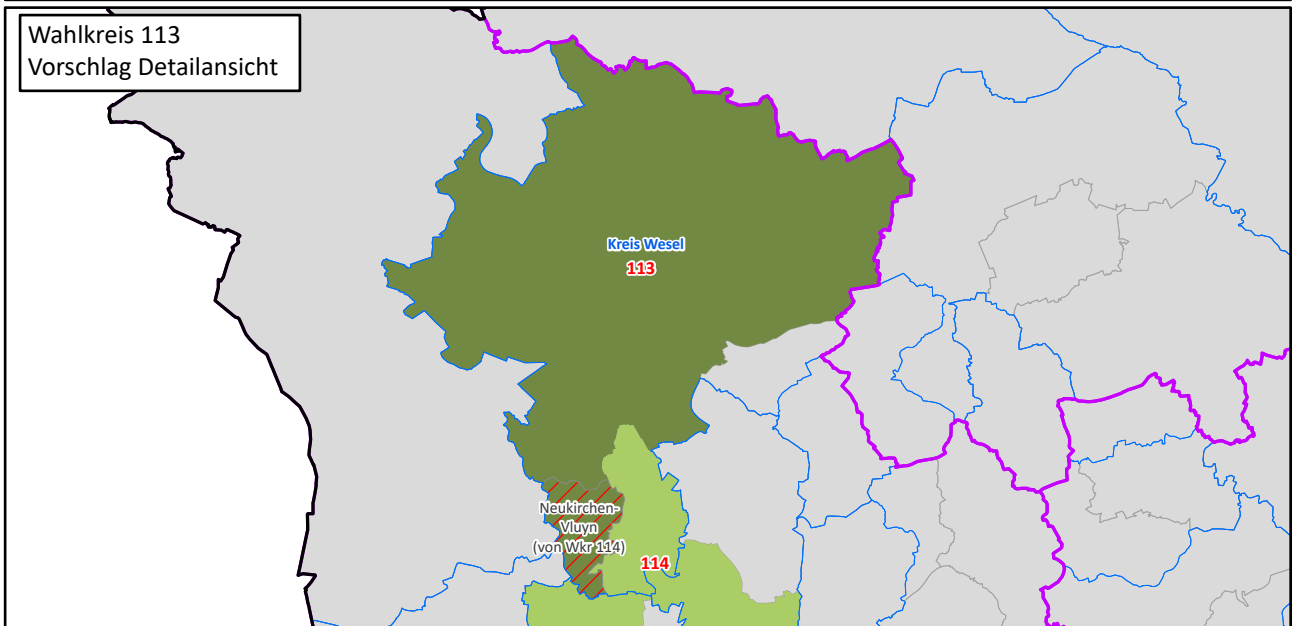 Wahlkreis 113
Vorschlag Detailansicht
Kreis Wesel
113
Neukirchen-
Vluyn
(von Wkr 114)
114